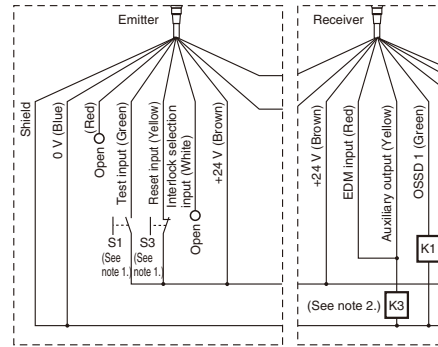 Emitter
Shield
0 V (Blue)
(Red)
Open
Test input (Green)
Reset input (Yellow)
Interlock selection
input (White)
Open
+24 V (Brown)
S1
(See
note 1.)
S3
(See
note 1.)
Receiver
+24 V (Brown)
EDM input (Red)
Auxiliary output (Yellow)
OSSD 1 (Green)
K1
(See note 2.)
K3